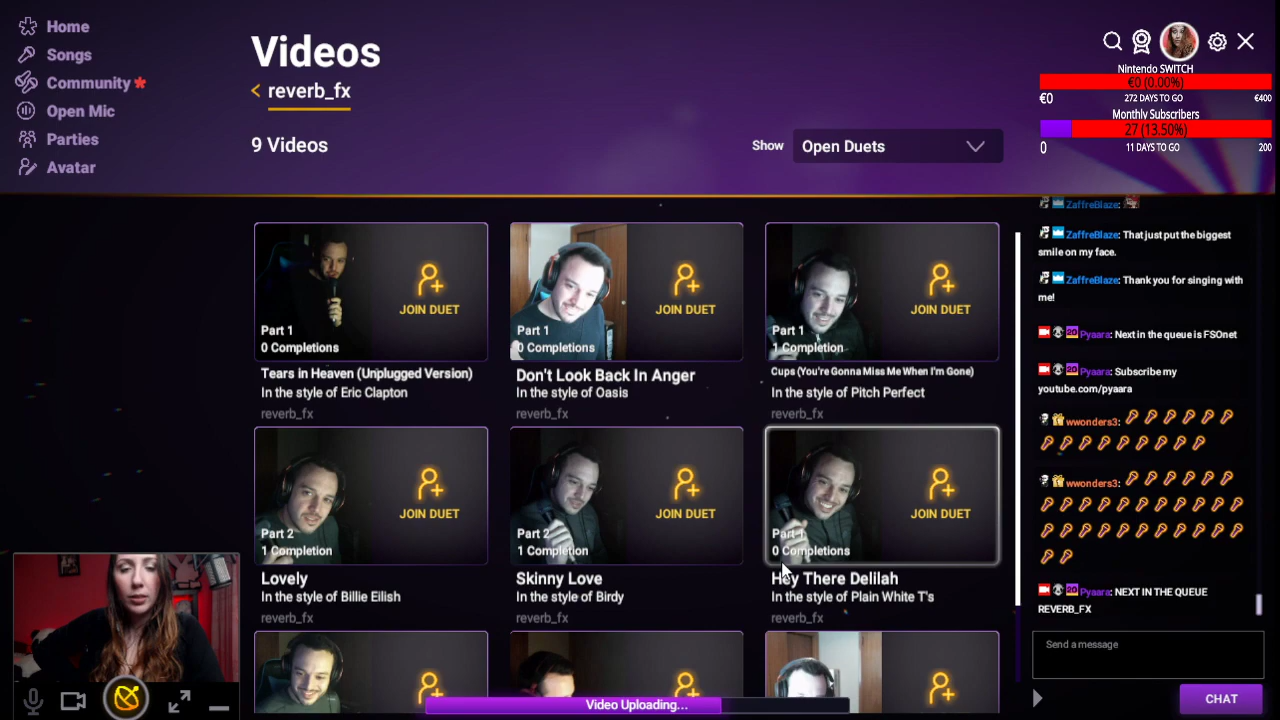 Home
Songs
Community *
Open Mic
Parties
Avatar
Videos
< reverb_fx
9 Videos
Show
Open Duets
Nintendo SWITCH
€0 (0.00%)
€0
272 DAYS TO GO
€400
Monthly Subscribers
27 (13.50%)
0
11 DAYS TO GO
200
JOIN DUET
Part 1
0 Completions
Tears in Heaven (Unplugged Version)
In the style of Eric Clapton
reverb_fx
JOIN DUET
Part 1
0 Completions
Don't Look Back In Anger
In the style of Oasis
reverb_fx
JOIN DUET
Part 1
1 Completion
Cups (You're Gonna Miss Me When I'm Gone)
In the style of Pitch Perfect
reverb_fx
JOIN DUET
Part 2
1 Completion
Lovely
In the style of Billie Eilish
reverb_fx
JOIN DUET
Part 2
1 Completion
Skinny Love
In the style of Birdy
reverb_fx
JOIN DUET
Part 1
0 Completions
Hey There Delilah
In the style of Plain White T's
reverb_fx
Video Uploading...
ZaffreBlaze:
ZaffreBlaze: That just put the biggest
smile on my face.
ZaffreBlaze: Thank you for singing with
me!
20 Pyaara: Next in the queue is FSOnet
20 Pyaara: Subscribe my
youtube.com/pyaara
wwonders3:
wwonders3:
20 Pyaara: NEXT IN THE QUEUE
REVERB_FX
Send a message
CHAT